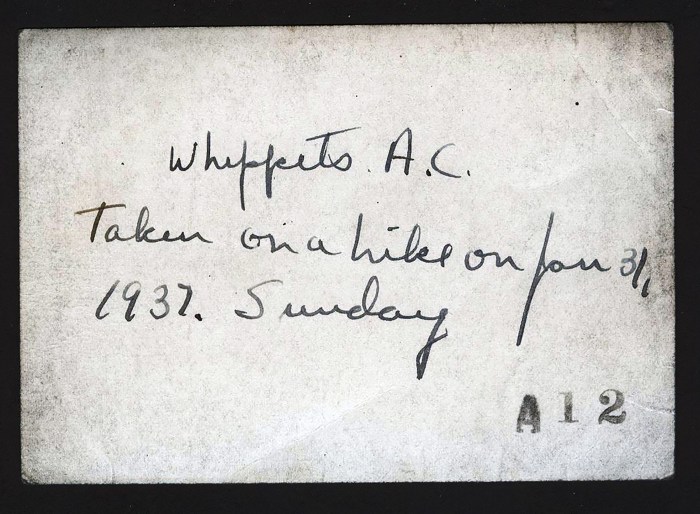 Whippets. A.C.
Taken on a hike on Jan 31,
1937. Sunday
A12